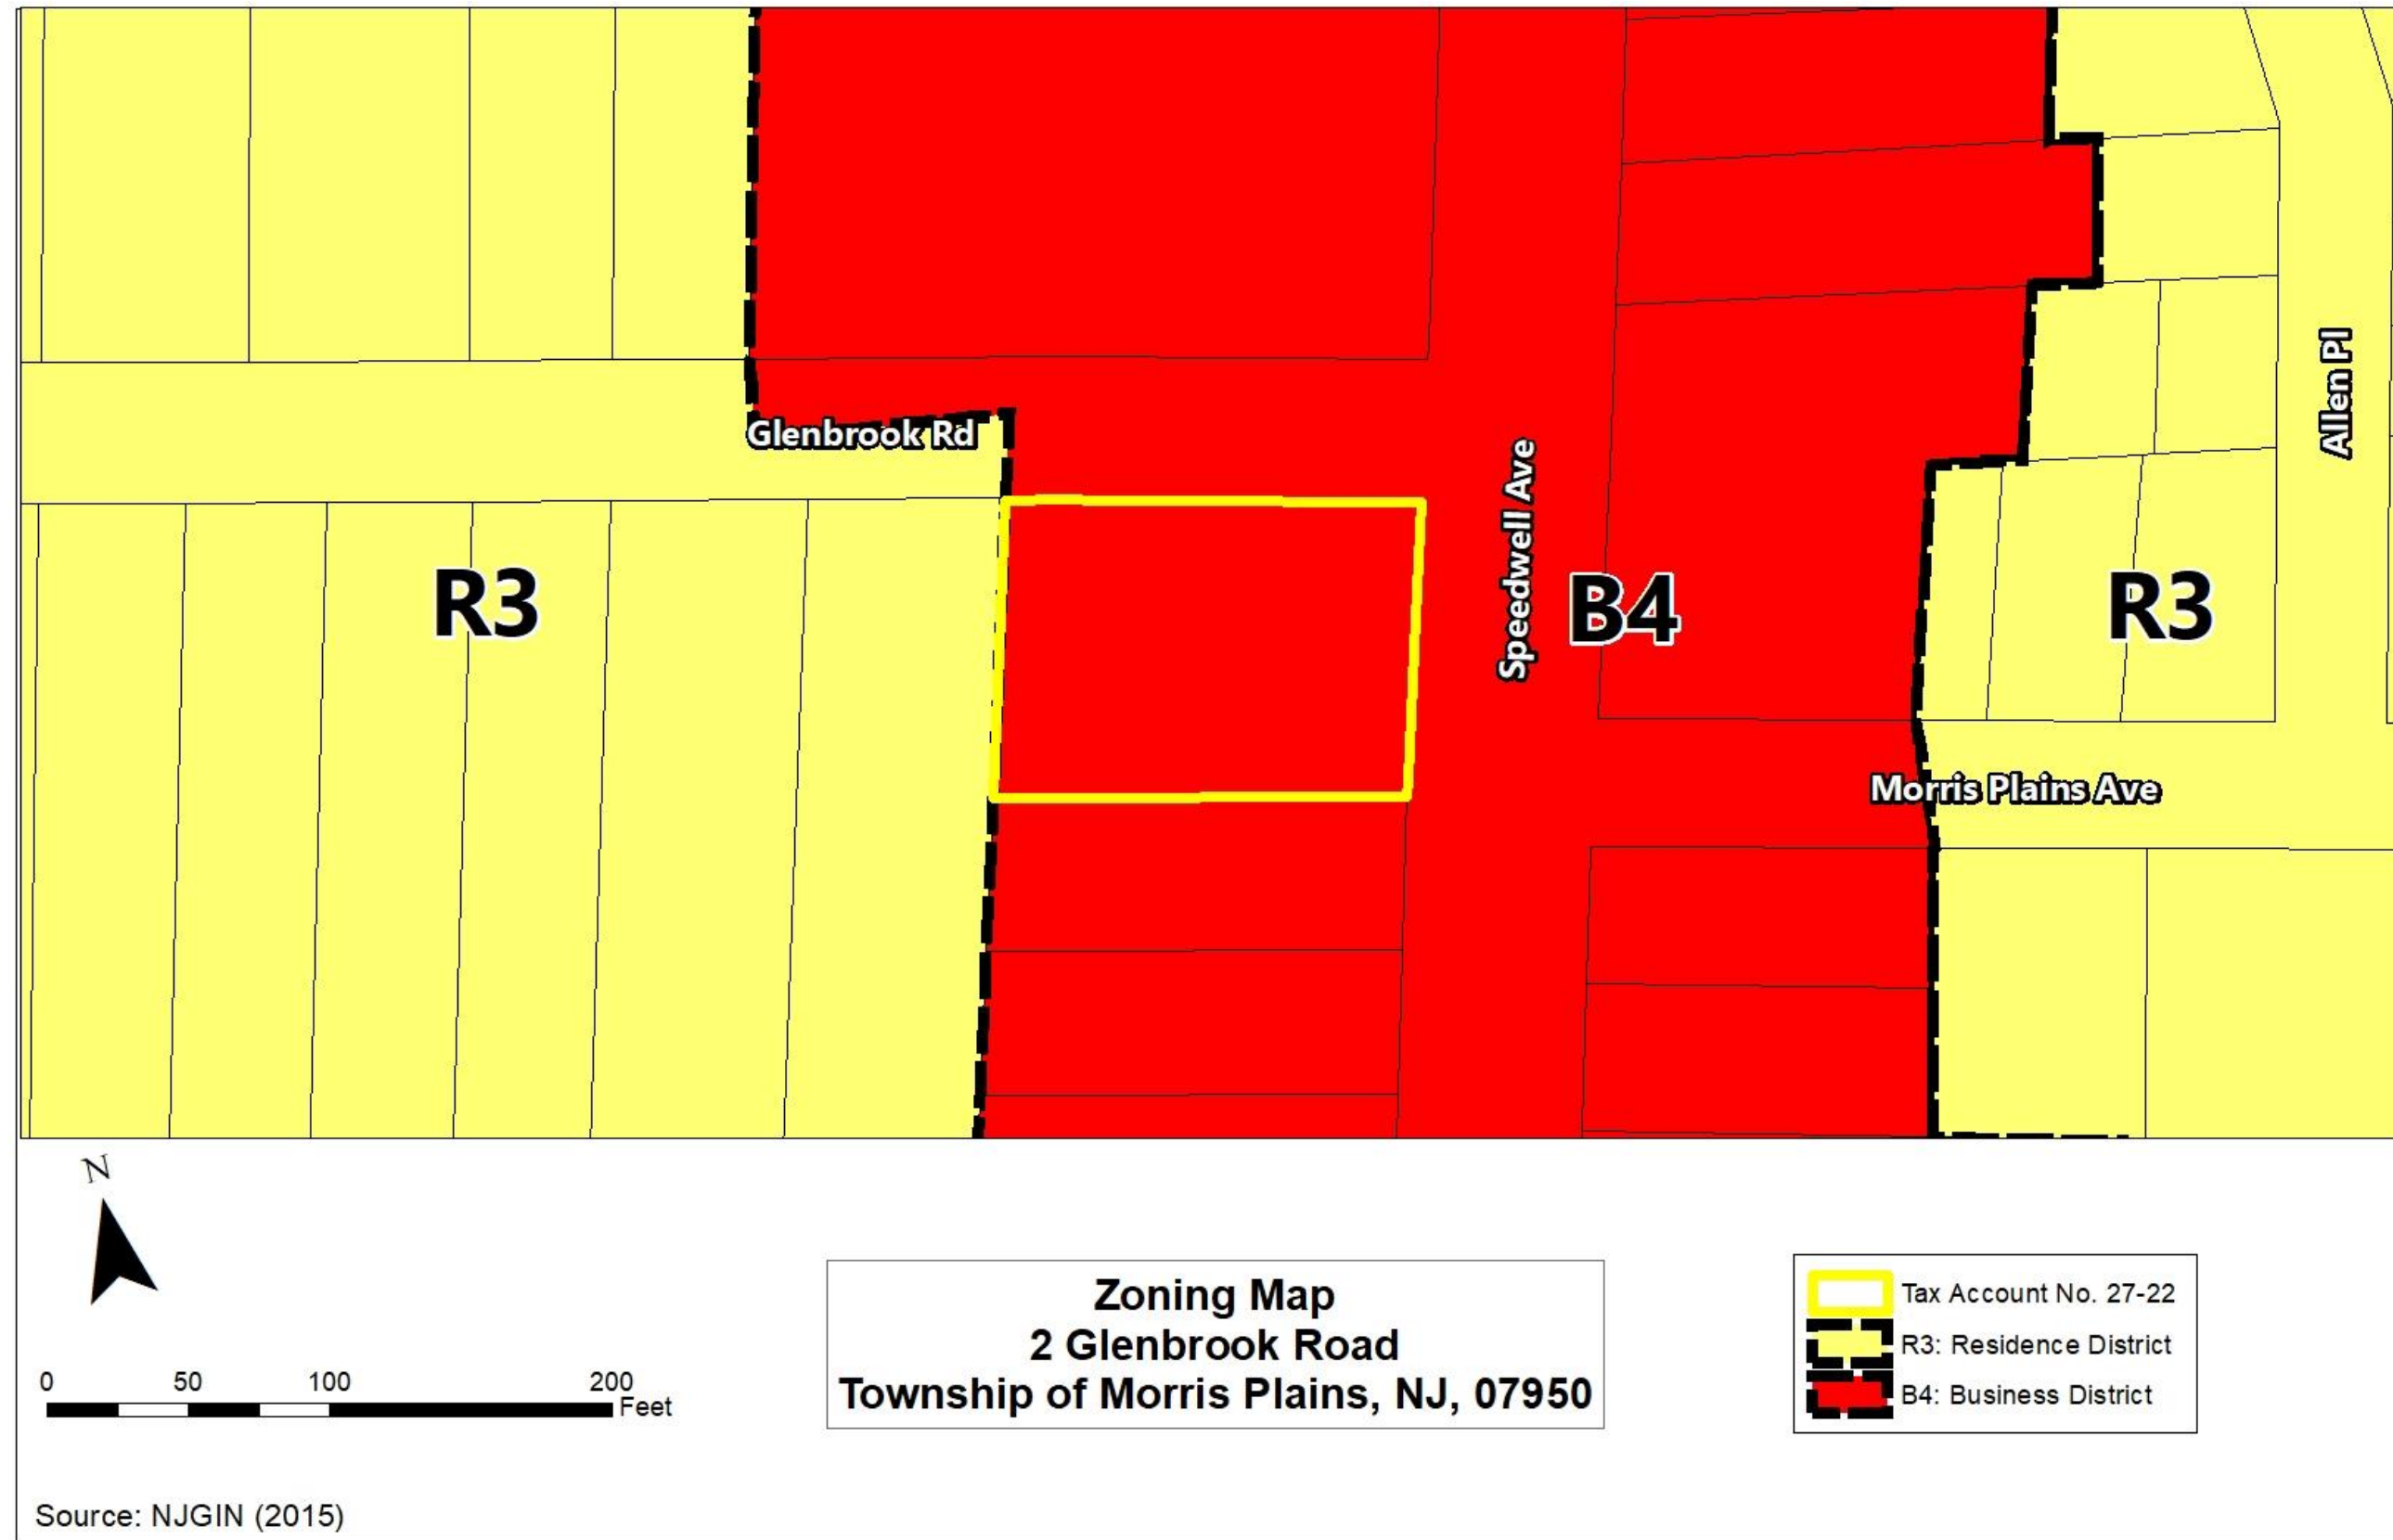 Glenbrook Rd
Speedwell Ave
Allen Pl
R3
B4
R3
Morris Plains Ave
N
0 50 100 200
Feet
Zoning Map
2 Glenbrook Road
Township of Morris Plains, NJ, 07950
Tax Account No. 27-22
R3: Residence District
B4: Business District
Source: NJGIN (2015)